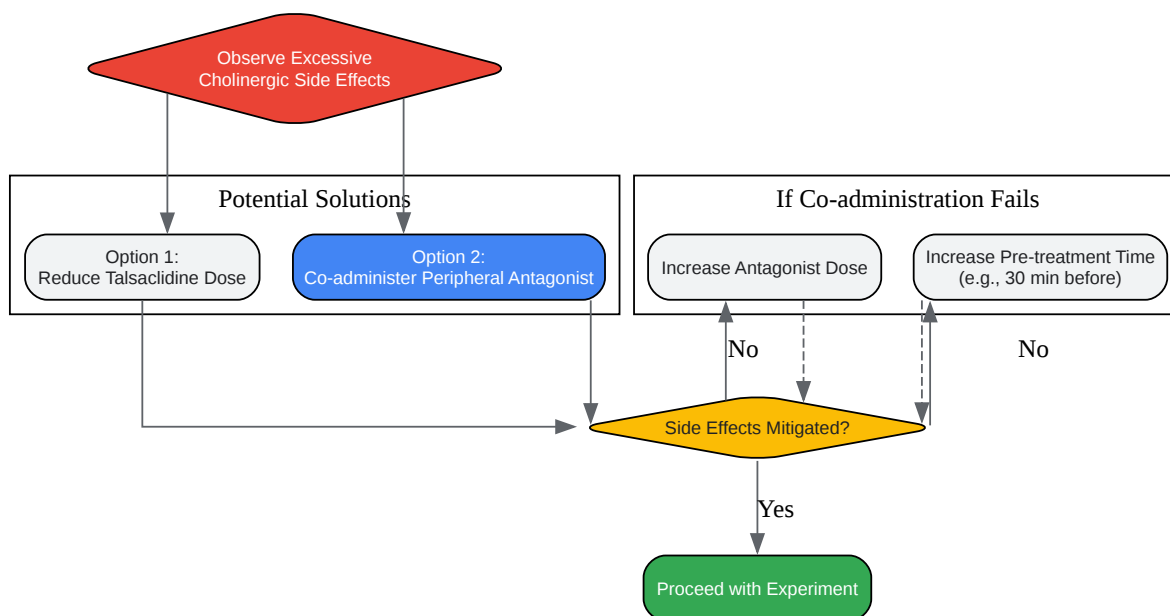 Observe Excessive
Cholinergic Side Effects
Potential Solutions
If Co-administration Fails
Option 1:
Reduce Talsaclidine Dose
Option 2:
Co-administer Peripheral Antagonist
Increase Antagonist Dose
Increase Pre-treatment Time
(e.g., 30 min before)
No
No
Side Effects Mitigated?
Yes
Proceed with Experiment